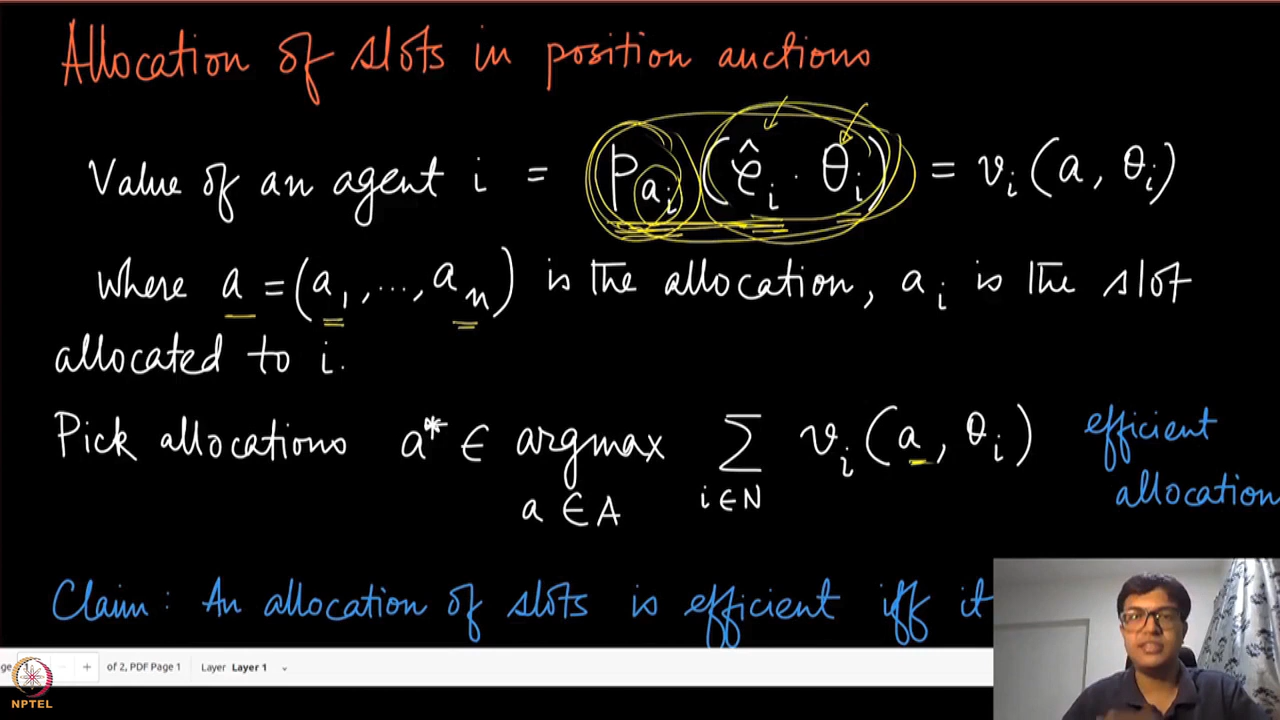 Allocation of slots in position auctions
Value of an agent i = p_{a_i} (ê_i · θ_i) = v_i (a, θ_i)
where a = (a_1, ..., a_n) is the allocation, a_i is the slot
allocated to i.
Pick allocations a* ∈ argmax_{a ∈ A} Σ_{i ∈ N} v_i (a, θ_i) efficient
allocation
Claim: An allocation of slots is efficient iff it
of 2, PDF Page 1 Layer Layer 1
NPTEL